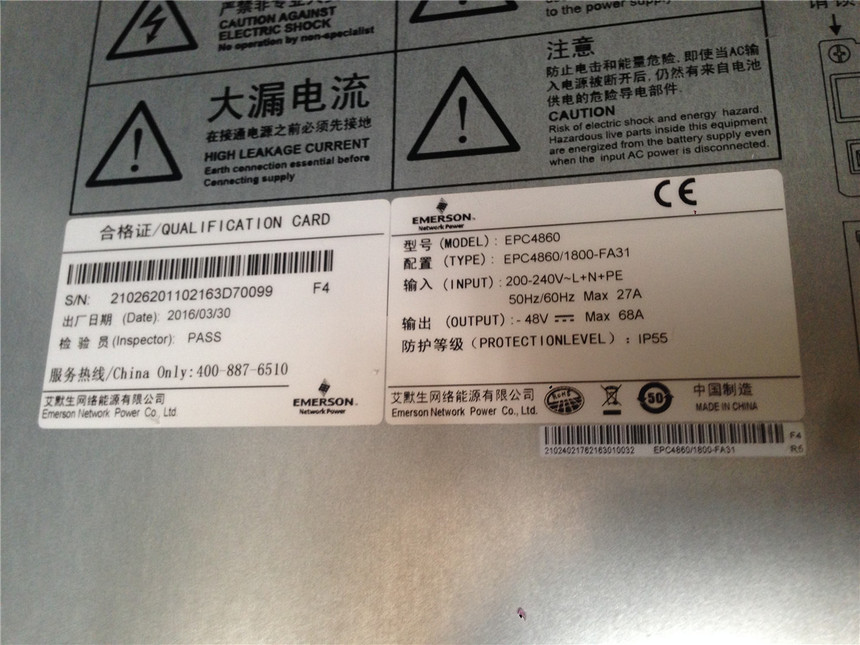 严禁非专业人员
CAUTION AGAINST
ELECTRIC SHOCK
No operation by non-specialist
to the power supply
大漏电流
在接通电源之前必须先接地
HIGH LEAKAGE CURRENT
Earth connection essential before
Connecting supply
注意
防止电击和能量危险, 即使当AC输
入电源被断开后, 仍然有来自电池
供电的危险导电部件.
CAUTION
Risk of electric shock and energy hazard.
Hazardous live parts inside this equipment
are energized from the battery supply even
when the input AC power is disconnected.
合格证/QUALIFICATION CARD
S/N: 21026201102163D70099 F4
出厂日期 (Date): 2016/03/30
检 验 员(Inspector): PASS
服务热线/China Only:400-887-6510
艾默生网络能源有限公司
Emerson Network Power Co., Ltd.
EMERSON.
Network Power
EMERSON.
Network Power
CE
型号 (MODEL): EPC4860
配置 (TYPE): EPC4860/1800-FA31
输入 (INPUT): 200-240V~L+N+PE
50Hz/60Hz Max 27A
输出 (OUTPUT): - 48V Max 68A
防护等级 (PROTECTIONLEVEL) : IP55
艾默生网络能源有限公司
Emerson Network Power Co., Ltd.
RoHS
50
中国制造
MADE IN CHINA
21024021762163010032 EPC4860/1800-FA31
F4
R5